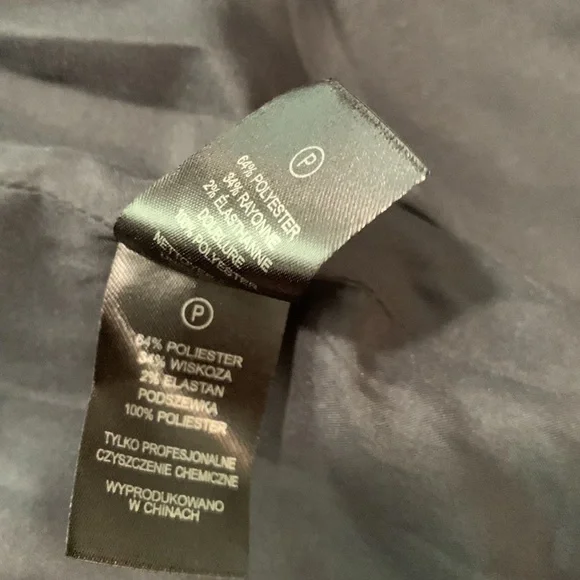 P
64% POLYESTER
34% RAYONNE
2% ÉLASTHANNE
DOUBLURE
100% POLYESTER
P
64% POLIESTER
34% WISKOZA
2% ELASTAN
PODSZEWKA
100% POLIESTER
TYLKO PROFESJONALNE
CZYSZCZENIE CHEMICZNE
WYPRODUKOWANO
W CHINACH